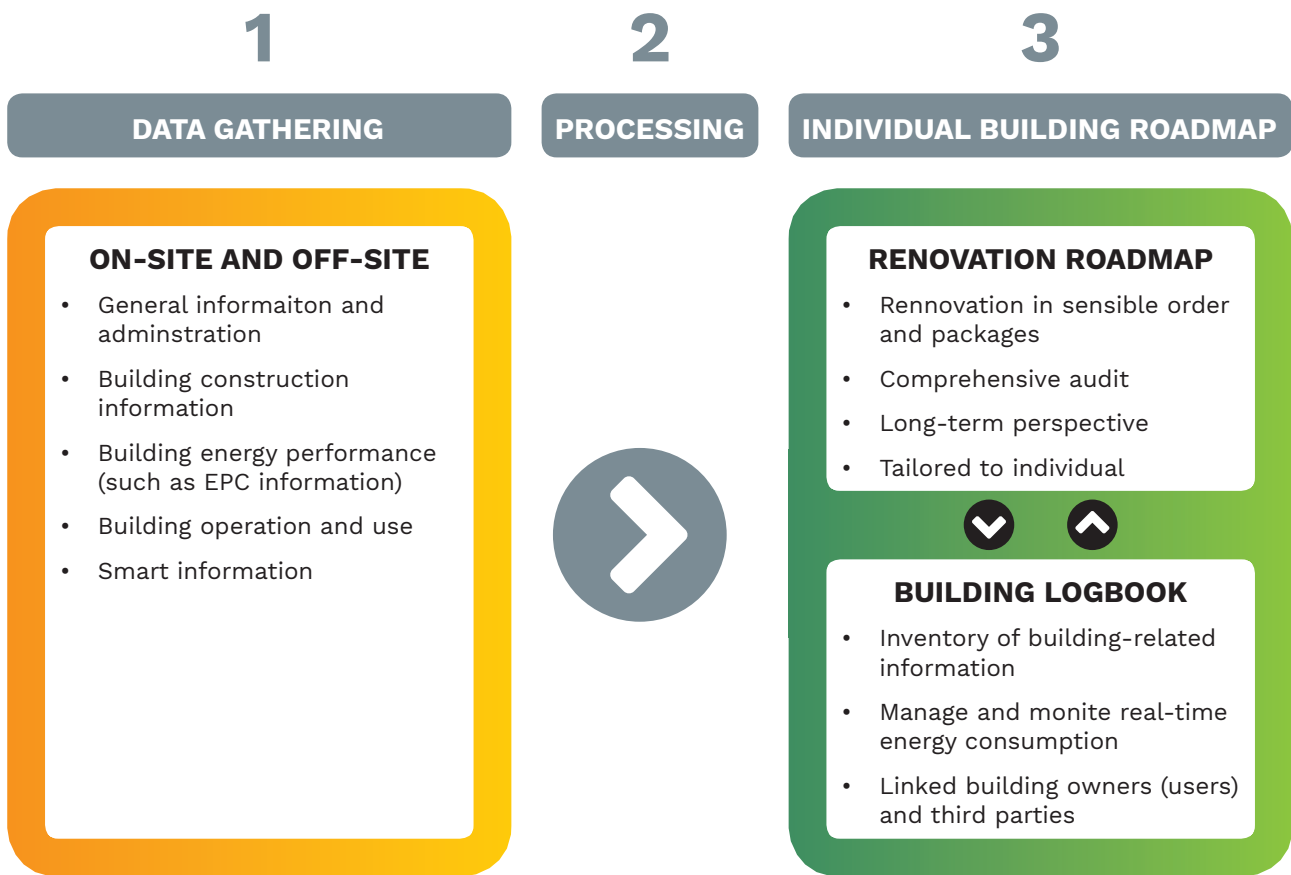 1
DATA GATHERING
ON-SITE AND OFF-SITE
• General informaiton and
adminstration
• Building construction
information
• Building energy performance
(such as EPC information)
• Building operation and use
• Smart information
2
PROCESSING
3
INDIVIDUAL BUILDING ROADMAP
RENOVATION ROADMAP
• Rennovation in sensible order
and packages
• Comprehensive audit
• Long-term perspective
• Tailored to individual
BUILDING LOGBOOK
• Inventory of building-related
information
• Manage and monite real-time
energy consumption
• Linked building owners (users)
and third parties